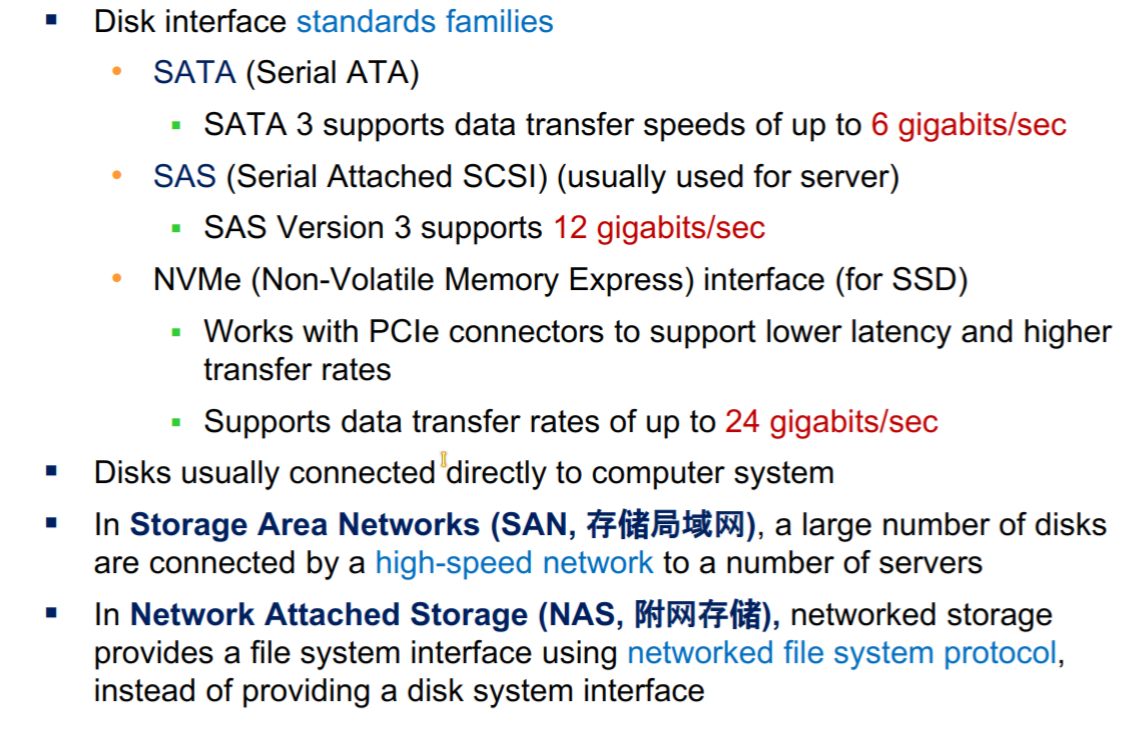 ▪ Disk interface standards families
• SATA (Serial ATA)
▪ SATA 3 supports data transfer speeds of up to 6 gigabits/sec
• SAS (Serial Attached SCSI) (usually used for server)
▪ SAS Version 3 supports 12 gigabits/sec
• NVMe (Non-Volatile Memory Express) interface (for SSD)
▪ Works with PCIe connectors to support lower latency and higher
transfer rates
▪ Supports data transfer rates of up to 24 gigabits/sec
▪ Disks usually connected directly to computer system
▪ In Storage Area Networks (SAN, 存储局域网), a large number of disks
are connected by a high-speed network to a number of servers
▪ In Network Attached Storage (NAS, 附网存储), networked storage
provides a file system interface using networked file system protocol,
instead of providing a disk system interface